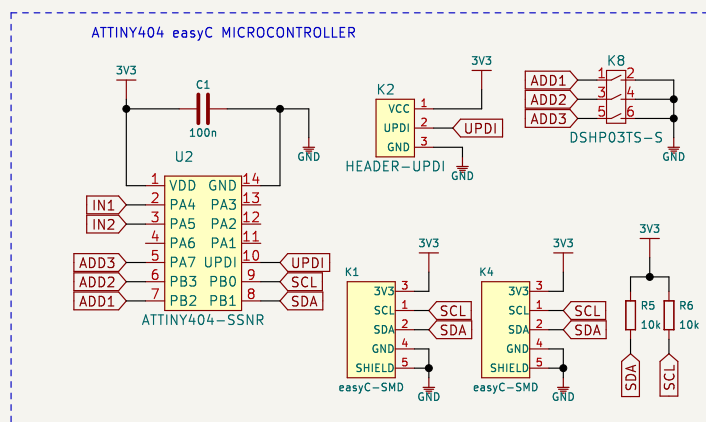 ATTINY404 easyC MICROCONTROLLER
3V3
C1
100n
GND
U2
1 VDD GND 14
IN1 2 PA4 PA3 13
IN2 3 PA5 PA2 12
4 PA6 PA1 11
ADD3 5 PA7 UPDI 10 UPDI
ADD2 6 PB3 PB0 9 SCL
ADD1 7 PB2 PB1 8 SDA
ATTINY404-SSNR
K2
3V3
VCC 1
UPDI 2 UPDI
GND 3
HEADER-UPDI
GND
K8
ADD1 1 2
ADD2 3 4
ADD3 5 6
DSHP03TS-S
GND
K1
3V3
3V3 3
SCL 1 SCL
SDA 2 SDA
GND 4
SHIELD 5
easyC-SMD
GND
K4
3V3
3V3 3
SCL 1 SCL
SDA 2 SDA
GND 4
SHIELD 5
easyC-SMD
GND
3V3
R5 R6
10k 10k
SDA SCL